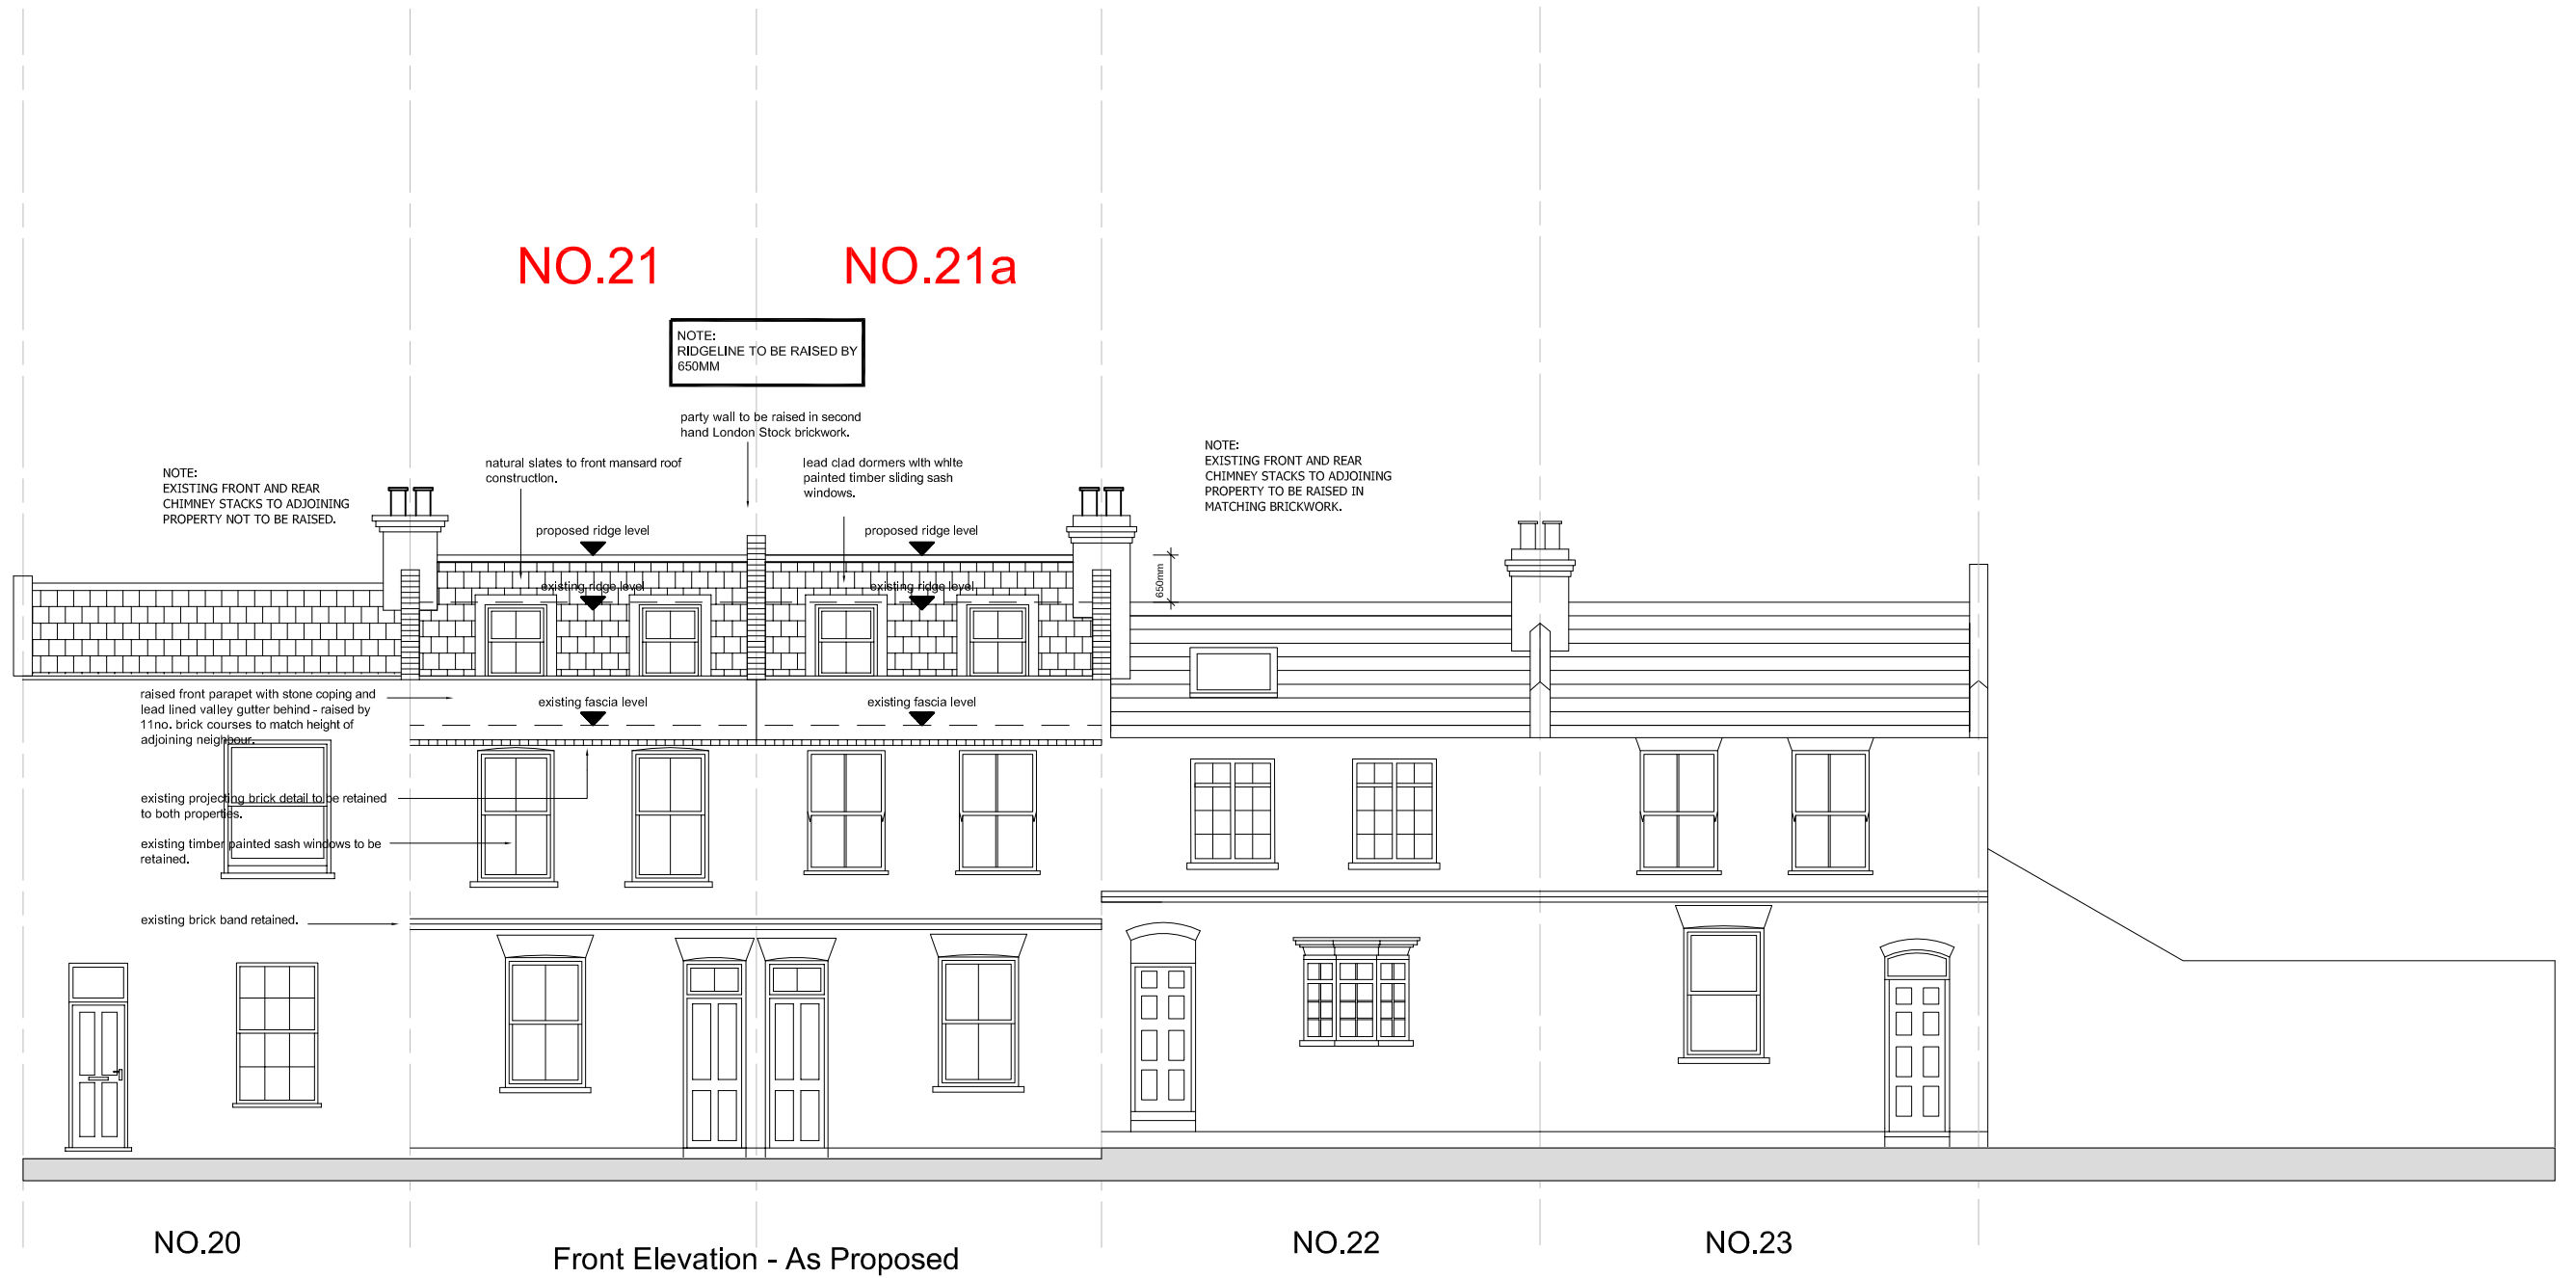 NO.21
NO.21a
NOTE:
RIDGELINE TO BE RAISED BY
650MM
party wall to be raised in second
hand London Stock brickwork.
NOTE:
EXISTING FRONT AND REAR
CHIMNEY STACKS TO ADJOINING
PROPERTY NOT TO BE RAISED.
natural slates to front mansard roof
construction.
lead clad dormers with white
painted timber sliding sash
windows.
NOTE:
EXISTING FRONT AND REAR
CHIMNEY STACKS TO ADJOINING
PROPERTY TO BE RAISED IN
MATCHING BRICKWORK.
proposed ridge level
proposed ridge level
existing ridge level
existing ridge level
650mm
raised front parapet with stone coping and
lead lined valley gutter behind - raised by
11no. brick courses to match height of
adjoining neighbour.
existing fascia level
existing fascia level
existing projecting brick detail to be retained
to both properties.
existing timber painted sash windows to be
retained.
existing brick band retained.
NO.20
Front Elevation - As Proposed
NO.22
NO.23